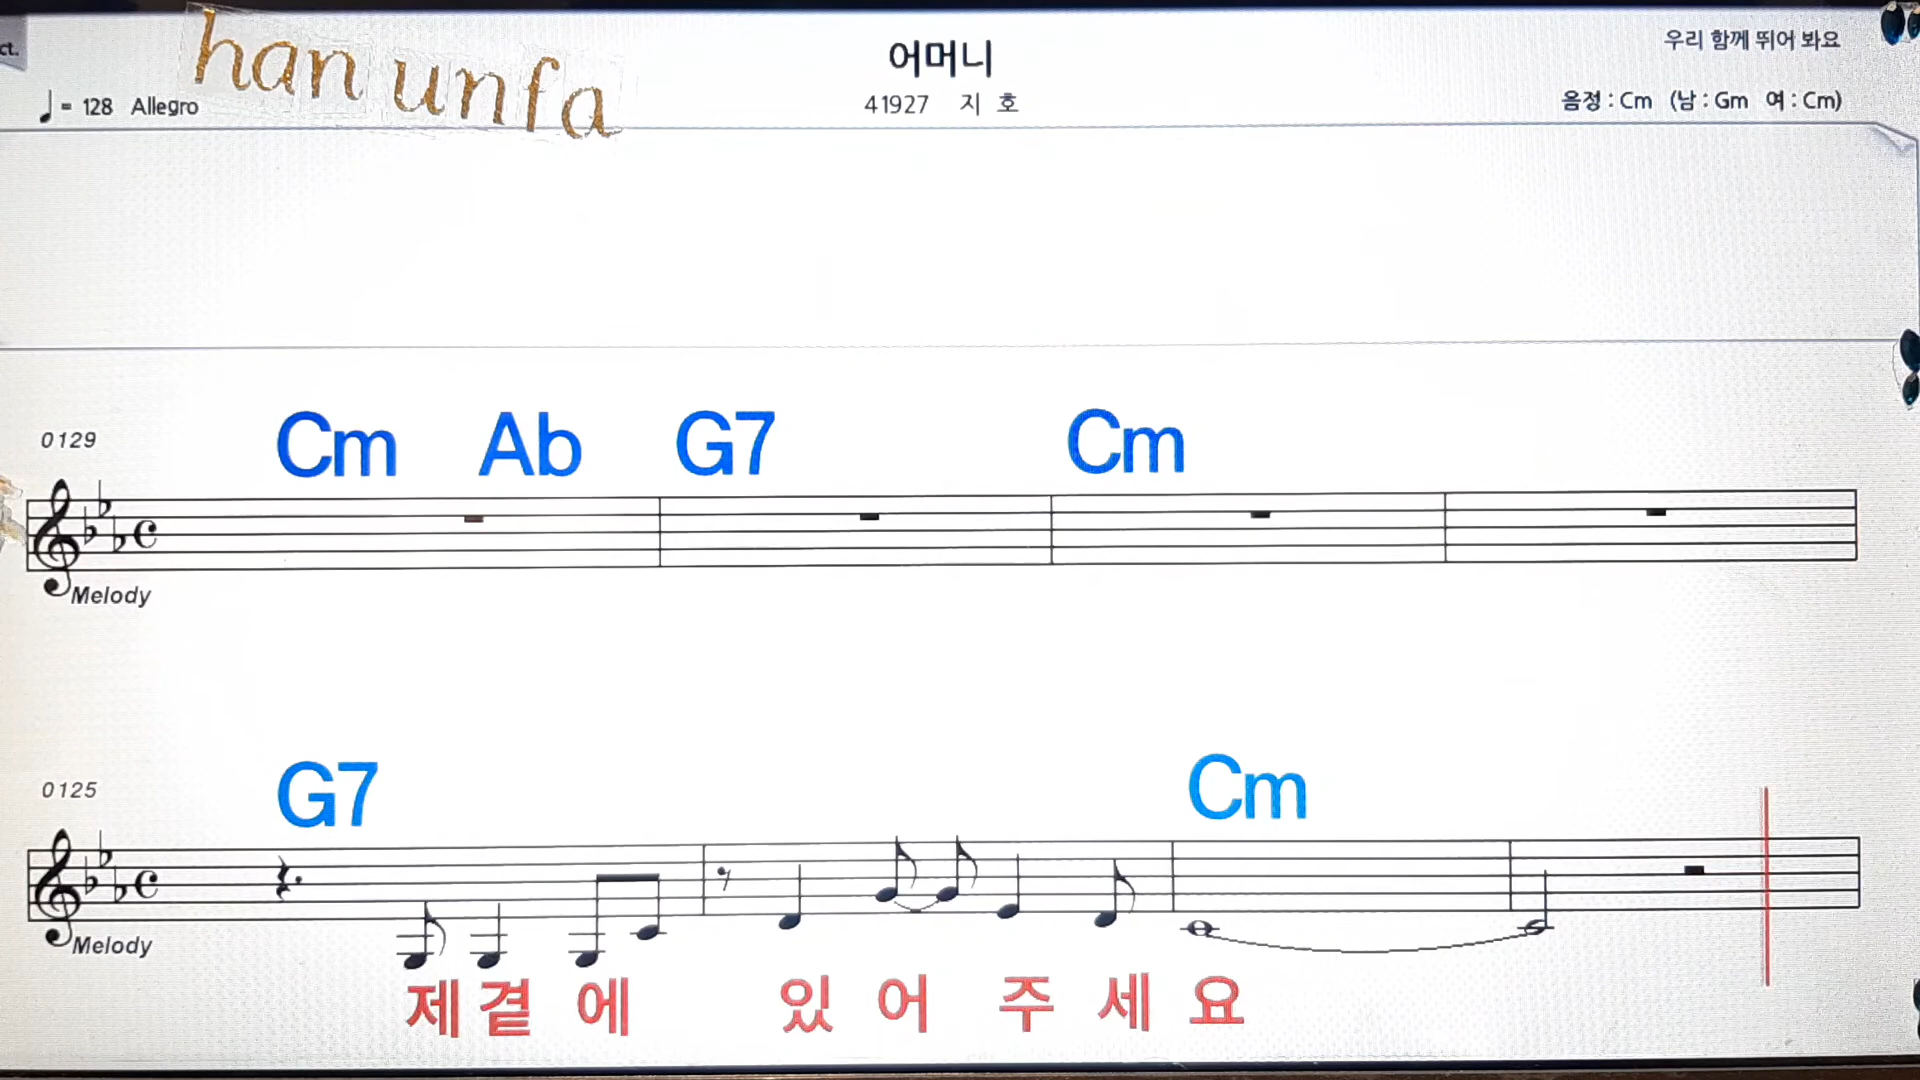 ct.
han unfa
어머니
우리 함께 뛰어 봐요
♩ = 128 Allegro
41927 지 호
음정 : Cm (남 : Gm 여 : Cm)
0129
Cm Ab G7 Cm
Melody
0125
G7 Cm
Melody
제 곁 에 있 어 주 세 요